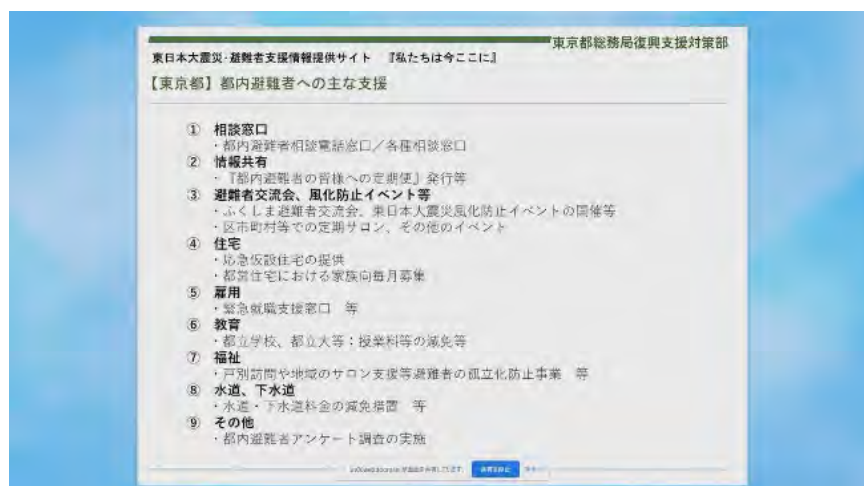 東京都総務局復興支援対策部
東日本大震災・避難者支援情報提供サイト 『私たちは今ここに』
【東京都】都内避難者への主な支援
① 相談窓口
・都内避難者相談電話窓口／各種相談窓口
② 情報共有
・『都内避難者の皆様への定期便』発行等
③ 避難者交流会、風化防止イベント等
・ふくしま避難者交流会、東日本大震災風化防止イベントの開催等
・区市町村等での定期サロン、その他のイベント
④ 住宅
・応急仮設住宅の提供
・都営住宅における家族向毎月募集
⑤ 雇用
・緊急就職支援窓口 等
⑥ 教育
・都立学校、都立大等：授業料等の減免等
⑦ 福祉
・戸別訪問や地域のサロン支援等避難者の孤立化防止事業 等
⑧ 水道、下水道
・水道・下水道料金の減免措置 等
⑨ その他
・都内避難者アンケート調査の実施